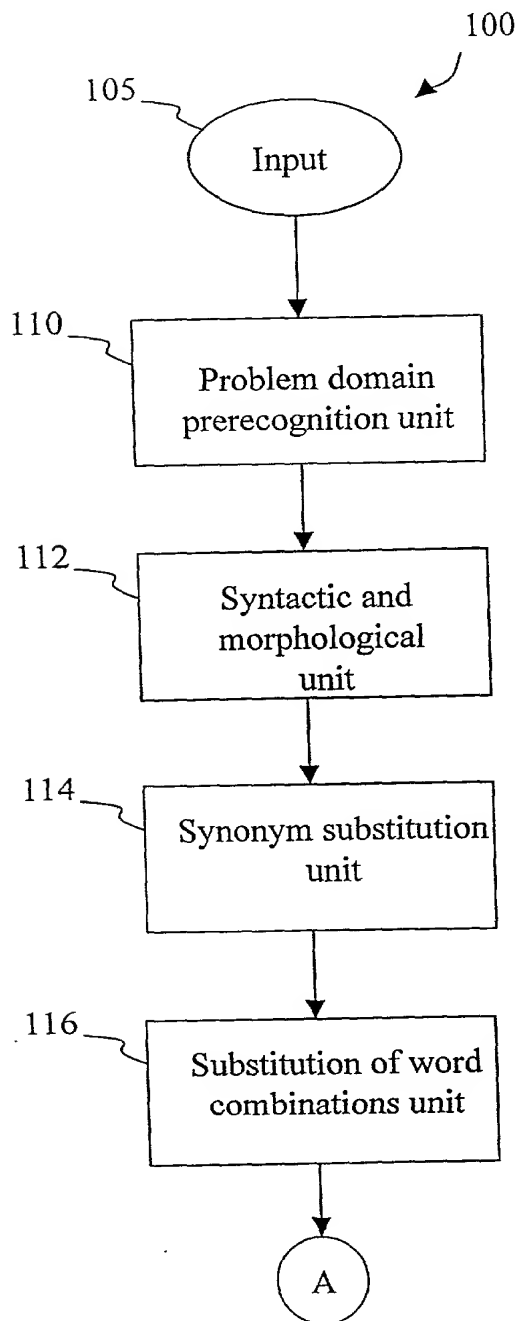 100
105
Input
110
Problem domain
prerecognition unit
112
Syntactic and
morphological
unit
114
Synonym substitution
unit
116
Substitution of word
combinations unit
A